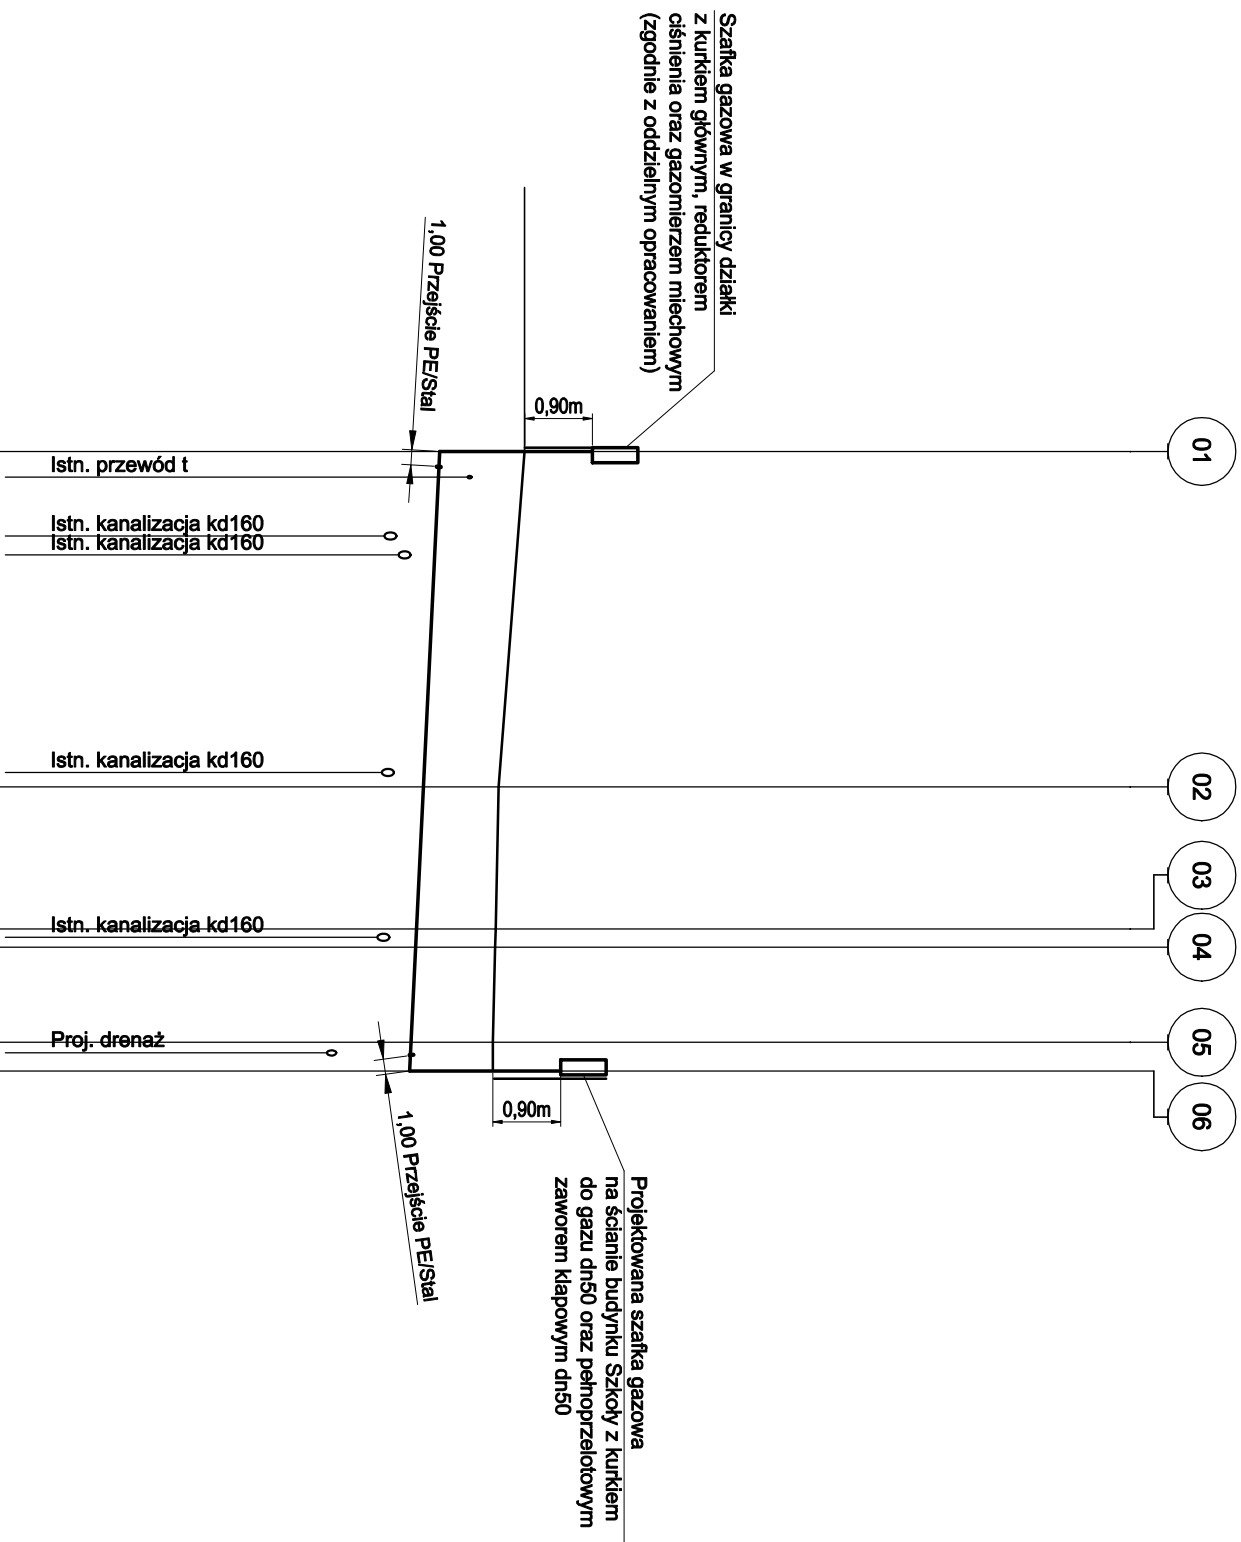 Szafka gazowa w granicy działki
z kurkiem głównym, reduktorem
ciśnienia oraz gazomierzem miechowym
(zgodnie z oddzielnym opracowaniem)
01
02
03
04
05
06
0,90m
1,00 Przejście PE/Stal
Istn. przewód t
Istn. kanalizacja kd160
Istn. kanalizacja kd160
Istn. kanalizacja kd160
Istn. kanalizacja kd160
Proj. drenaż
0,90m
1,00 Przejście PE/Stal
Projektowana szafka gazowa
na ścianie budynku Szkoły z kurkiem
do gazu dn50 oraz pełnoprzelotowym
zaworem klapowym dn50